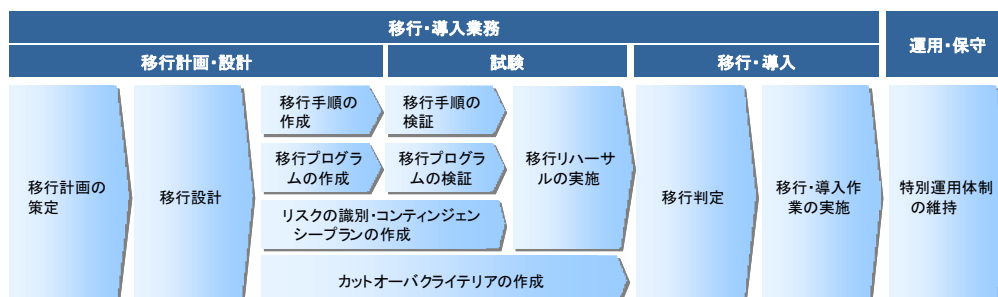 移行・導入業務
運用・保守
移行計画・設計
試験
移行・導入
移行計画の
策定
移行設計
移行手順の
作成
移行プログラ
ムの作成
リスクの識別・コンティンジェン
シープランの作成
カットオーバクライテリアの作成
移行手順の
検証
移行プログラ
ムの検証
移行リハーサ
ルの実施
移行判定
移行・導入作
業の実施
特別運用体制
の維持